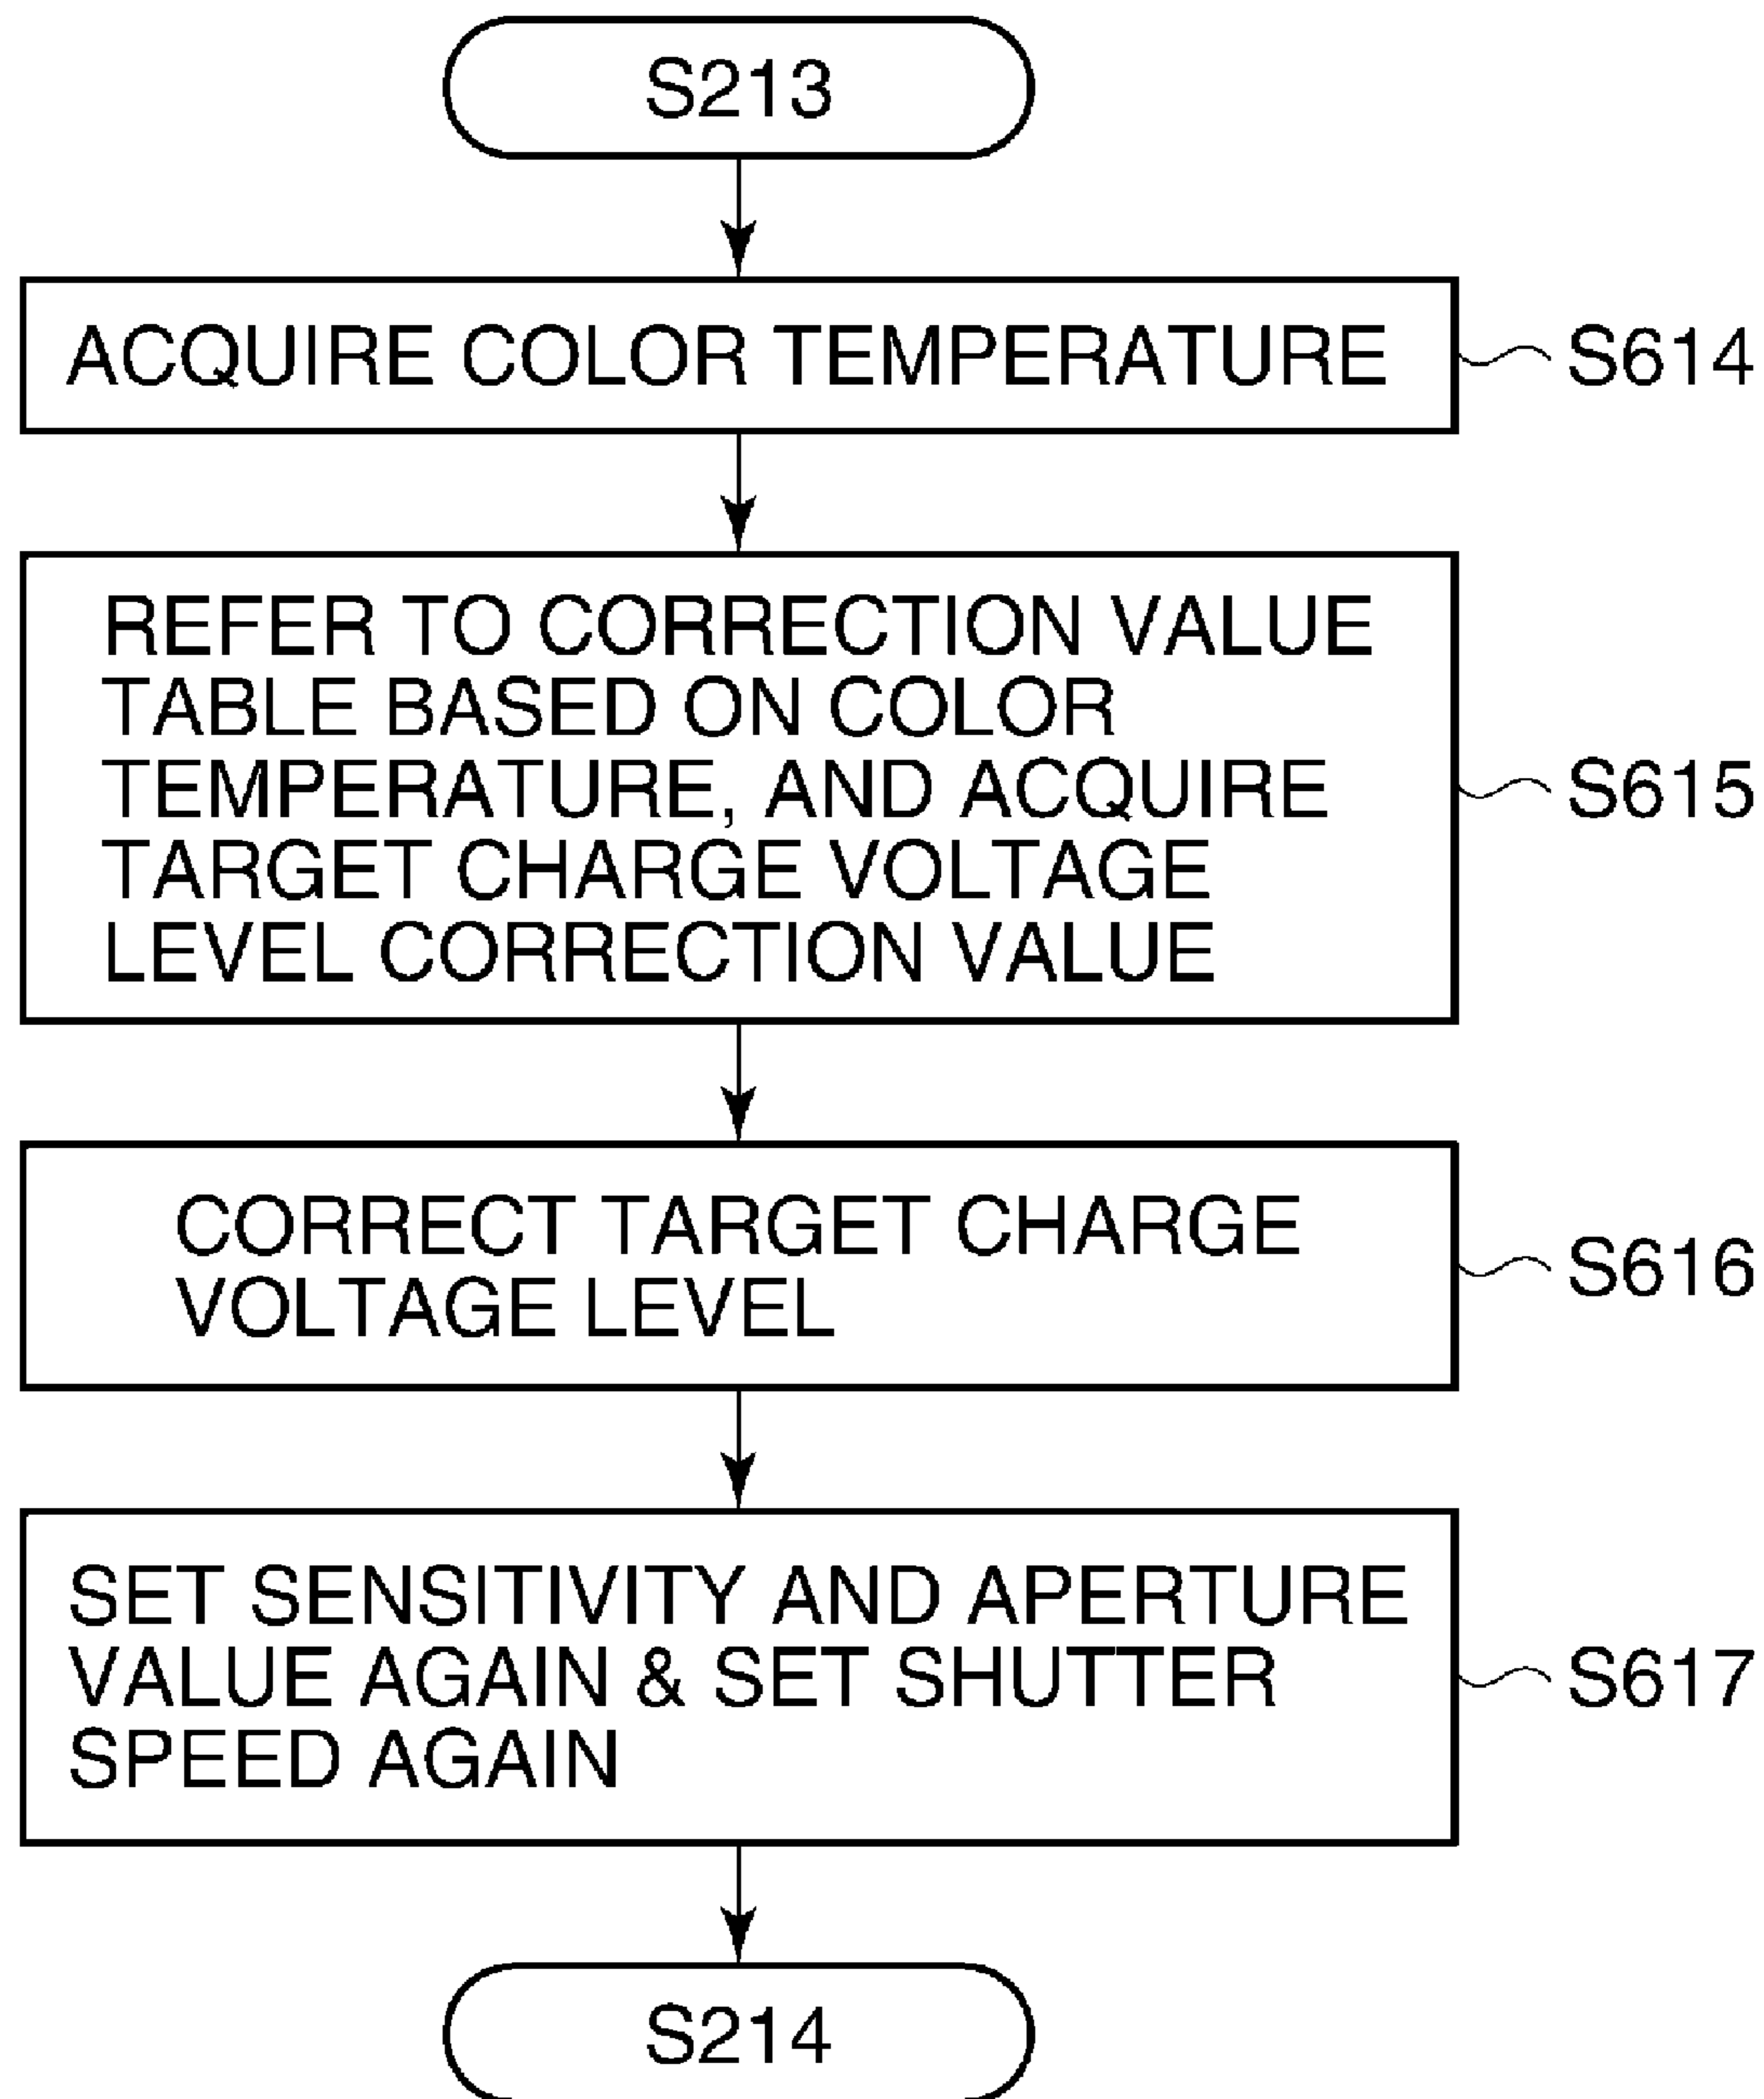 S213
ACQUIRE COLOR TEMPERATURE
S614
REFER TO CORRECTION VALUE
TABLE BASED ON COLOR
TEMPERATURE, AND ACQUIRE
TARGET CHARGE VOLTAGE
LEVEL CORRECTION VALUE
S615
CORRECT TARGET CHARGE
VOLTAGE LEVEL
S616
SET SENSITIVITY AND APERTURE
VALUE AGAIN & SET SHUTTER
SPEED AGAIN
S617
S214